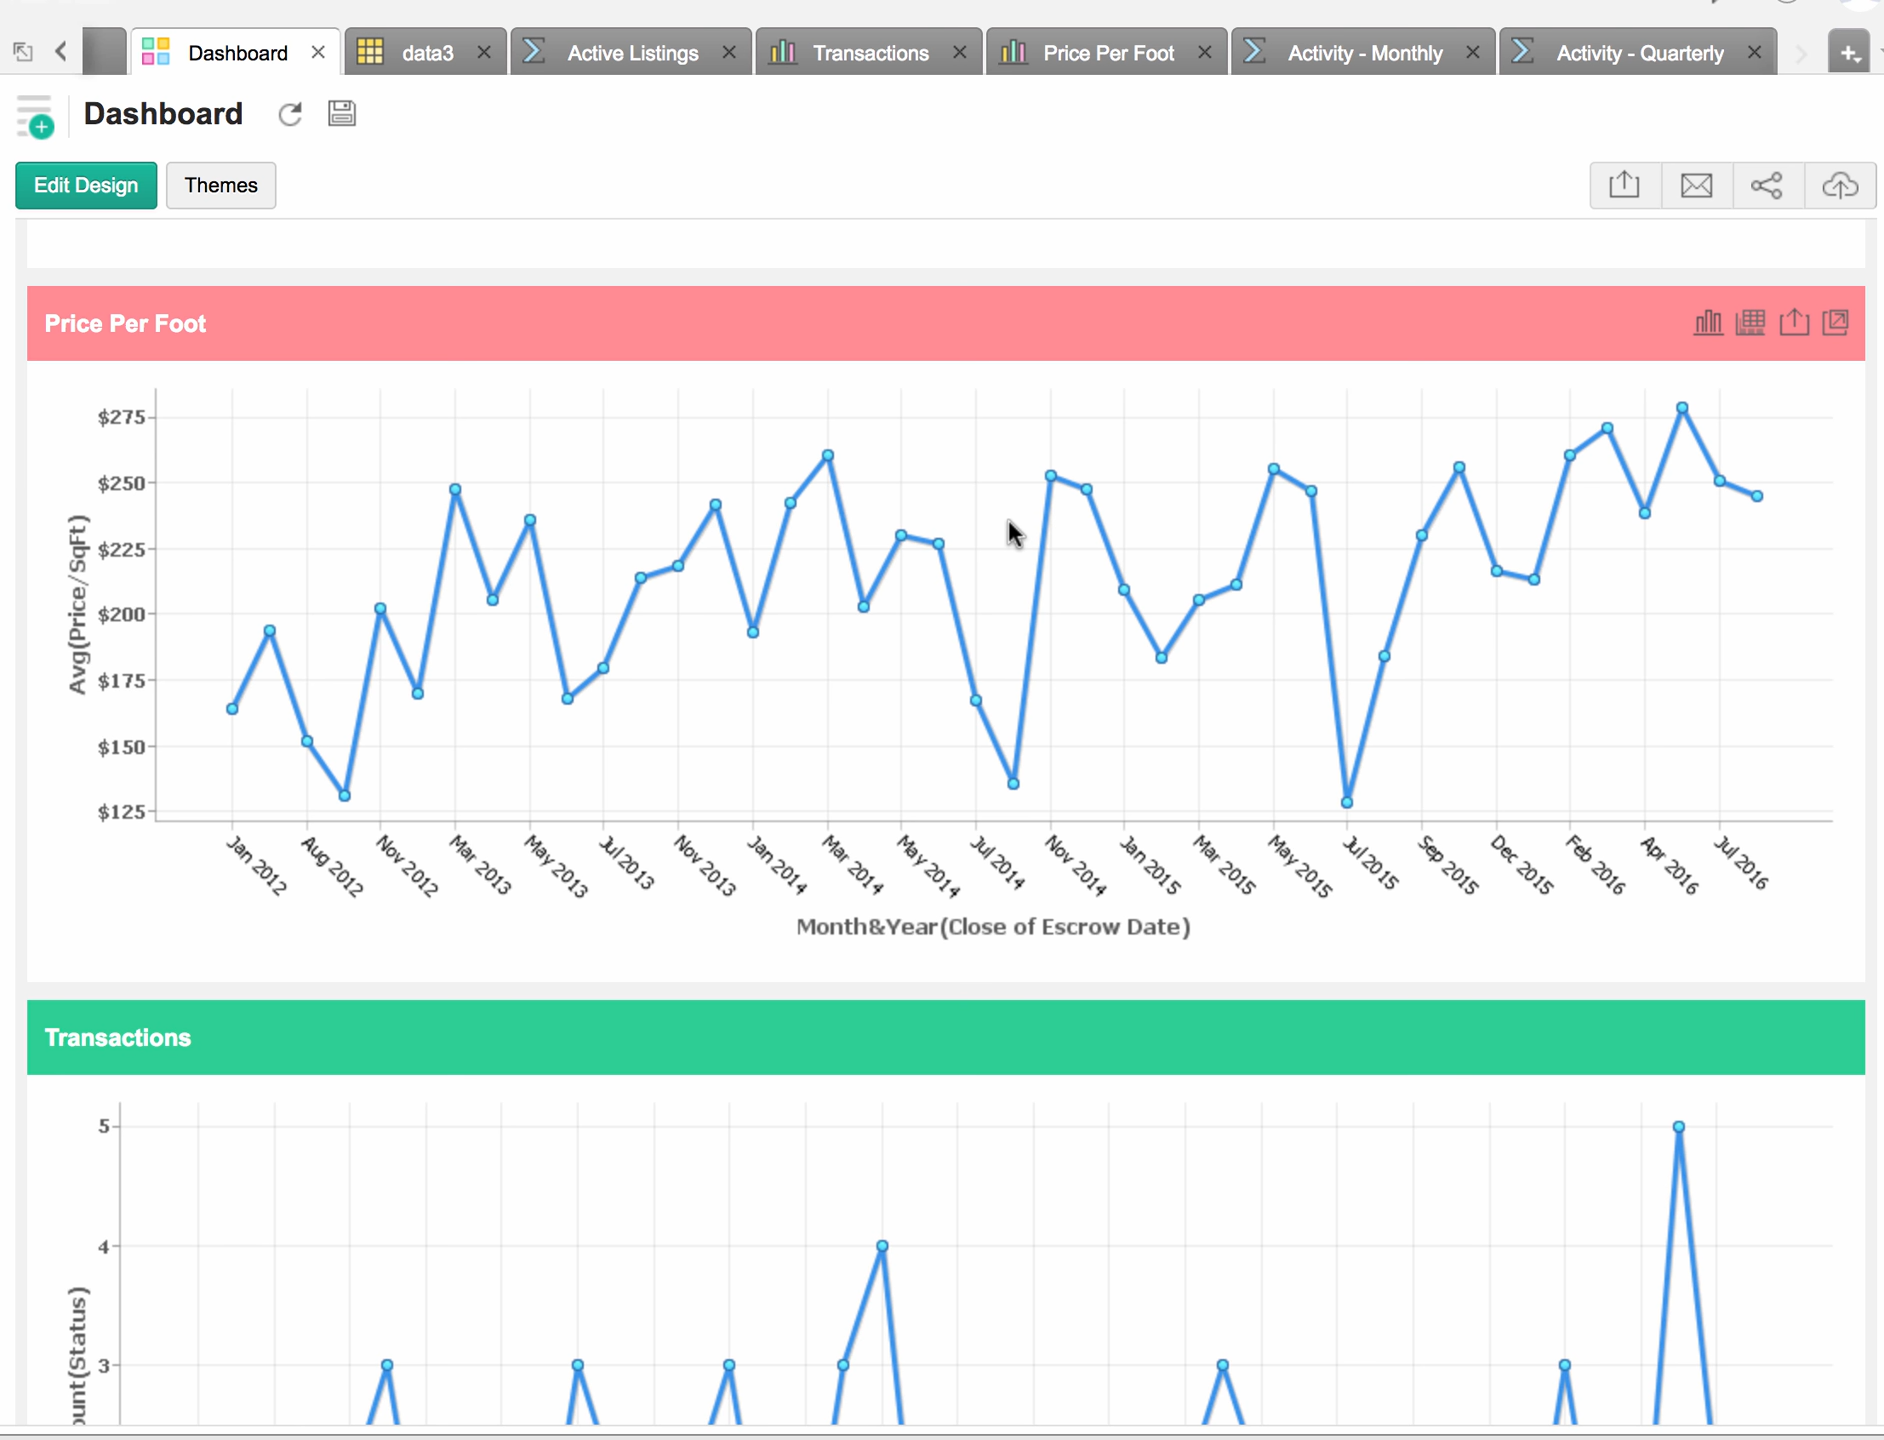 Dashboard
data3
Active Listings
Transactions
Price Per Foot
Activity - Monthly
Activity - Quarterly
Dashboard
Edit Design
Themes
Price Per Foot
$275
$250
$225
$200
$175
$150
$125
Avg(Price/SqFt)
Jan 2012
Aug 2012
Nov 2012
Mar 2013
May 2013
Jul 2013
Nov 2013
Jan 2014
Mar 2014
May 2014
Jul 2014
Nov 2014
Jan 2015
Mar 2015
May 2015
Jul 2015
Sep 2015
Dec 2015
Feb 2016
Apr 2016
Jul 2016
Month&Year(Close of Escrow Date)
Transactions
5
4
3
ount(Status)